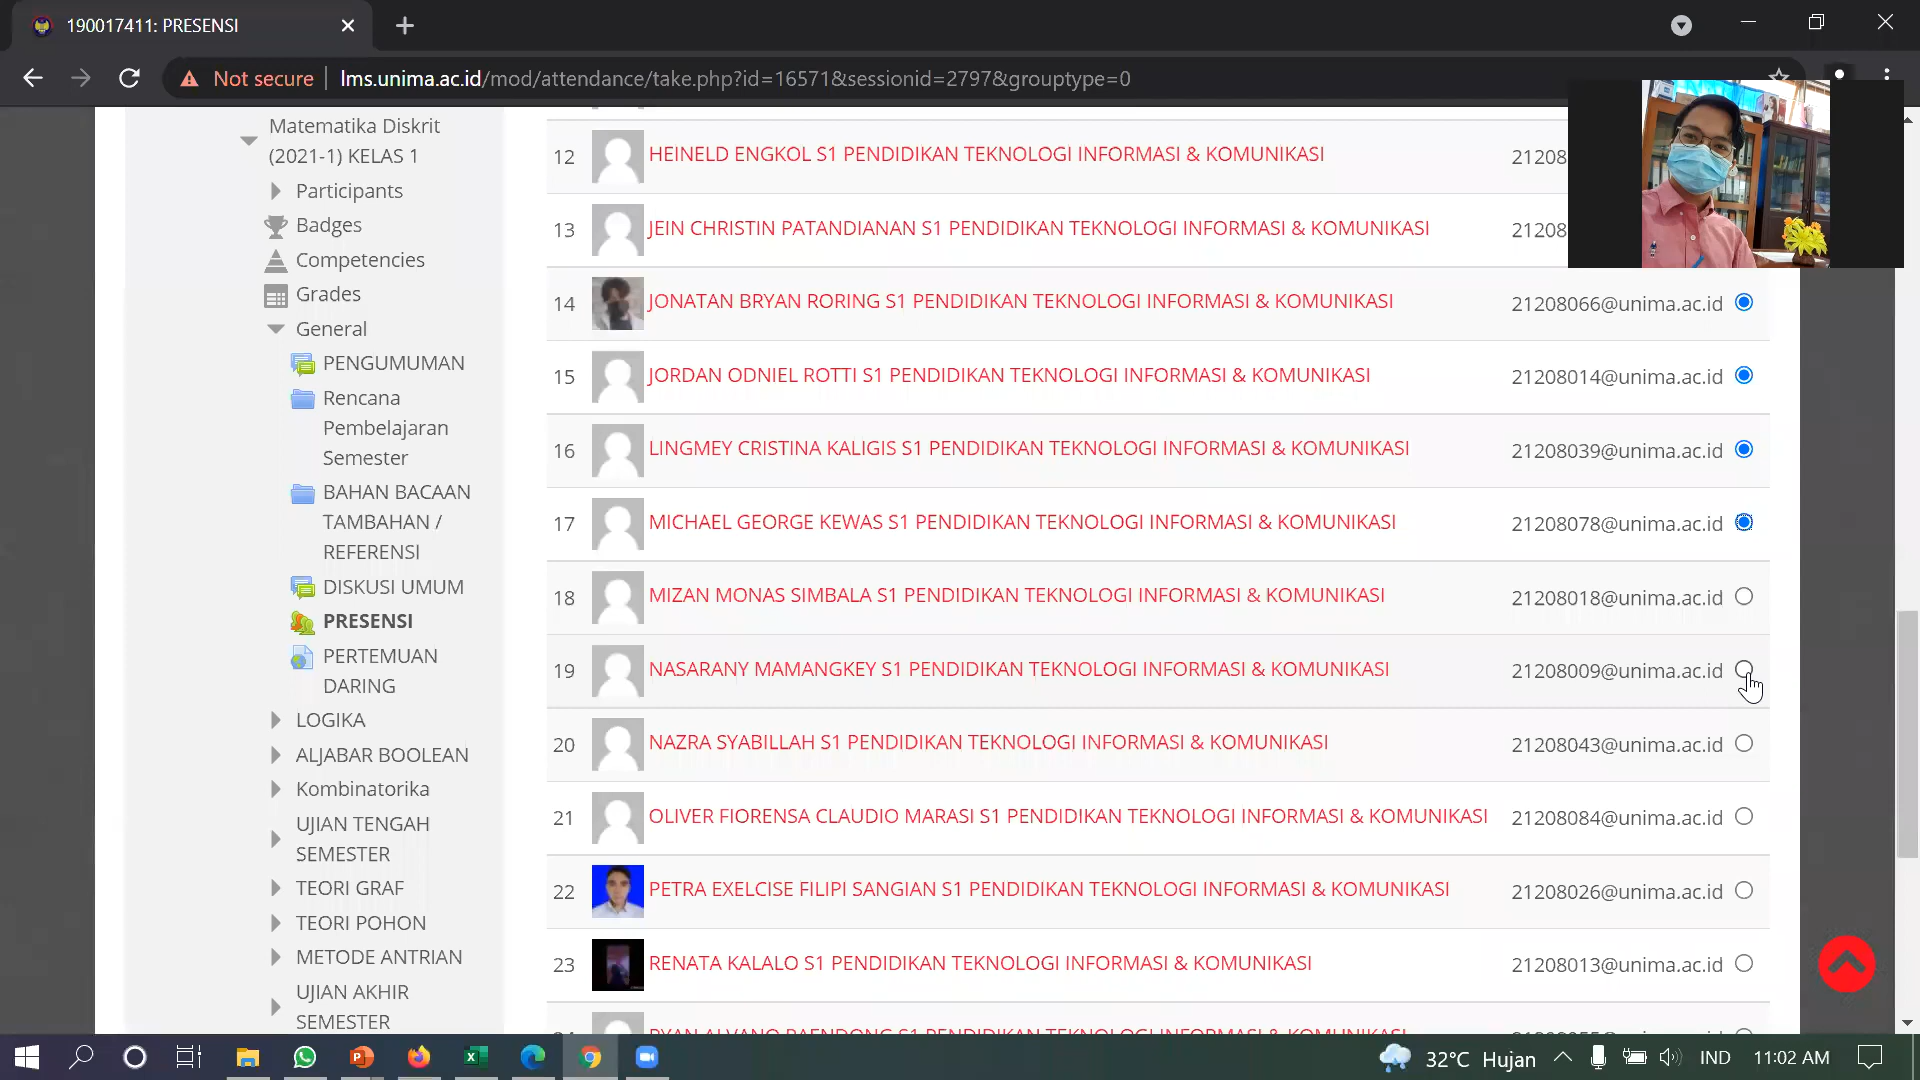 190017411: PRESENSI
Not secure
lms.unima.ac.id/mod/attendance/take.php?id=16571&sessionid=2797&grouptype=0
Matematika Diskrit
(2021-1) KELAS 1
Participants
Badges
Competencies
Grades
General
PENGUMUMAN
Rencana
Pembelajaran
Semester
BAHAN BACAAN
TAMBAHAN /
REFERENSI
DISKUSI UMUM
PRESENSI
PERTEMUAN
DARING
LOGIKA
ALJABAR BOOLEAN
Kombinatorika
UJIAN TENGAH
SEMESTER
TEORI GRAF
TEORI POHON
METODE ANTRIAN
UJIAN AKHIR
SEMESTER
12 HEINELD ENGKOL S1 PENDIDIKAN TEKNOLOGI INFORMASI & KOMUNIKASI 21208
13 JEIN CHRISTIN PATANDIANAN S1 PENDIDIKAN TEKNOLOGI INFORMASI & KOMUNIKASI 21208
14 JONATAN BRYAN RORING S1 PENDIDIKAN TEKNOLOGI INFORMASI & KOMUNIKASI 21208066@unima.ac.id
15 JORDAN ODNIEL ROTTI S1 PENDIDIKAN TEKNOLOGI INFORMASI & KOMUNIKASI 21208014@unima.ac.id
16 LINGMEY CRISTINA KALIGIS S1 PENDIDIKAN TEKNOLOGI INFORMASI & KOMUNIKASI 21208039@unima.ac.id
17 MICHAEL GEORGE KEWAS S1 PENDIDIKAN TEKNOLOGI INFORMASI & KOMUNIKASI 21208078@unima.ac.id
18 MIZAN MONAS SIMBALA S1 PENDIDIKAN TEKNOLOGI INFORMASI & KOMUNIKASI 21208018@unima.ac.id
19 NASARANY MAMANGKEY S1 PENDIDIKAN TEKNOLOGI INFORMASI & KOMUNIKASI 21208009@unima.ac.id
20 NAZRA SYABILLAH S1 PENDIDIKAN TEKNOLOGI INFORMASI & KOMUNIKASI 21208043@unima.ac.id
21 OLIVER FIORENSA CLAUDIO MARASI S1 PENDIDIKAN TEKNOLOGI INFORMASI & KOMUNIKASI 21208084@unima.ac.id
22 PETRA EXELCISE FILIPI SANGIAN S1 PENDIDIKAN TEKNOLOGI INFORMASI & KOMUNIKASI 21208026@unima.ac.id
23 RENATA KALALO S1 PENDIDIKAN TEKNOLOGI INFORMASI & KOMUNIKASI 21208013@unima.ac.id
S1 PENDIDIKAN TEKNOLOGI INFORMASI & KOMUNIKASI
32°C Hujan
IND
11:02 AM